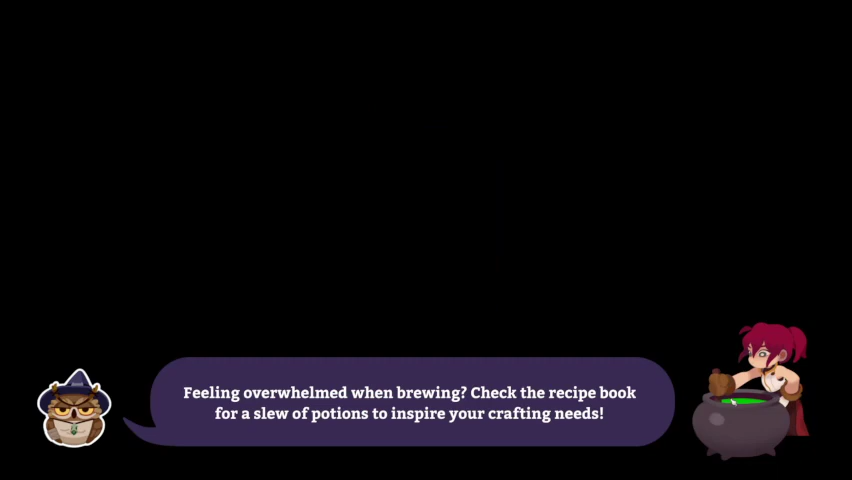 Feeling overwhelmed when brewing? Check the recipe book
for a slew of potions to inspire your crafting needs!